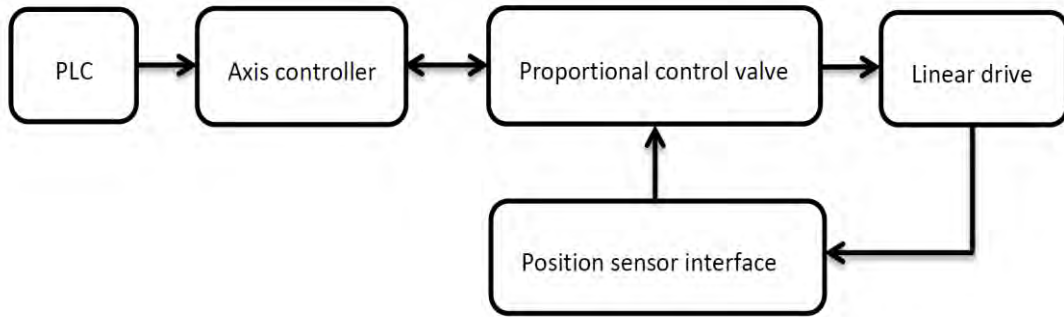 PLC
Axis controller
Proportional control valve
Linear drive
Position sensor interface